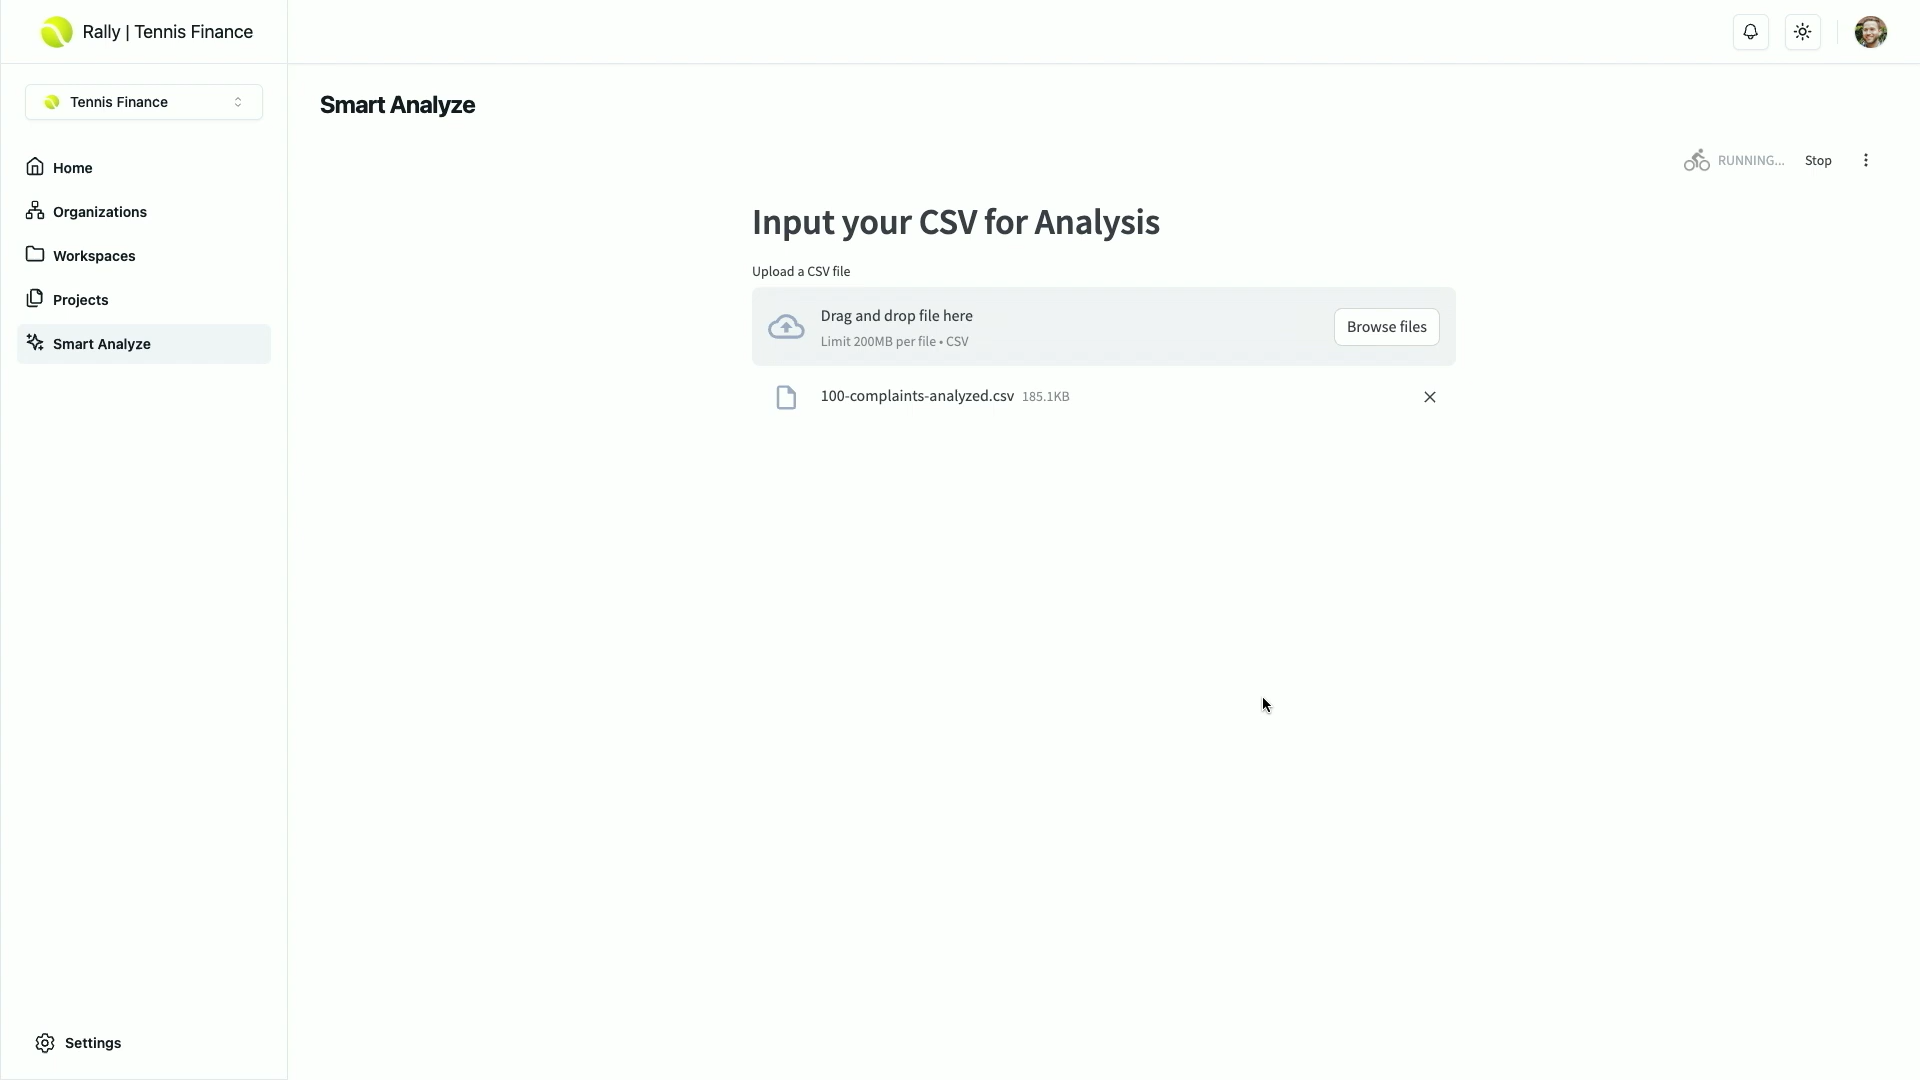 Rally | Tennis Finance
Tennis Finance
Home
Organizations
Workspaces
Projects
Smart Analyze
Settings
Smart Analyze
RUNNING...
Stop
Input your CSV for Analysis
Upload a CSV file
Drag and drop file here
Limit 200MB per file • CSV
Browse files
100-complaints-analyzed.csv 185.1KB